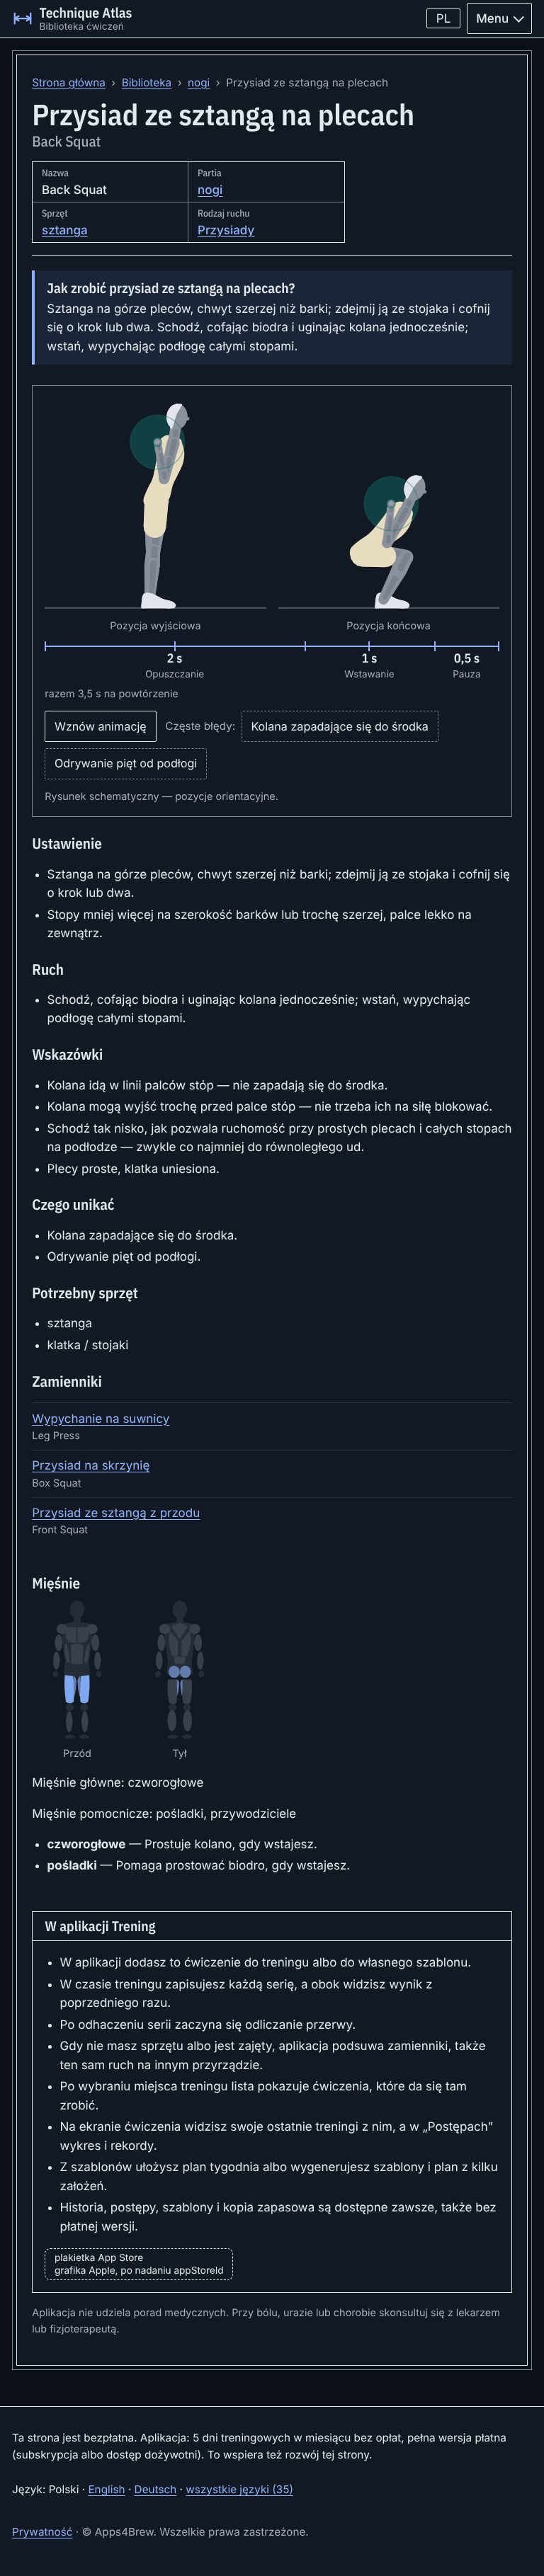 Technique Atlas
Biblioteka ćwiczeń
PL
Menu
Strona główna › Biblioteka › nogi › Przysiad ze sztangą na plecach
Przysiad ze sztangą na plecach
Back Squat
Nazwa
Back Squat
Partia
nogi
Sprzęt
sztanga
Rodzaj ruchu
Przysiady
Jak zrobić przysiad ze sztangą na plecach?
Sztanga na górze pleców, chwyt szerzej niż barki; zdejmij ją ze stojaka i cofnij
się o krok lub dwa. Schodź, cofając biodra i uginając kolana jednocześnie;
wstań, wypychając podłogę całymi stopami.
Pozycja wyjściowa
Pozycja końcowa
2 s
1 s
0,5 s
Opuszczanie
Wstawanie
Pauza
razem 3,5 s na powtórzenie
Wznów animację
Częste błędy:
Kolana zapadające się do środka
Odrywanie pięt od podłogi
Rysunek schematyczny — pozycje orientacyjne.
Ustawienie
• Sztanga na górze pleców, chwyt szerzej niż barki; zdejmij ją ze stojaka i cofnij się
o krok lub dwa.
• Stopy mniej więcej na szerokość barków lub trochę szerzej, palce lekko na
zewnątrz.
Ruch
• Schodź, cofając biodra i uginając kolana jednocześnie; wstań, wypychając
podłogę całymi stopami.
Wskazówki
• Kolana idą w linii palców stóp — nie zapadają się do środka.
• Kolana mogą wyjść trochę przed palce stóp — nie trzeba ich na siłę blokować.
• Schodź tak nisko, jak pozwala ruchomość przy prostych plecach i całych stopach
na podłodze — zwykle co najmniej do równoległego ud.
• Plecy proste, klatka uniesiona.
Czego unikać
• Kolana zapadające się do środka.
• Odrywanie pięt od podłogi.
Potrzebny sprzęt
• sztanga
• klatka / stojaki
Zamienniki
Wypychanie na suwnicy
Leg Press
Przysiad na skrzynię
Box Squat
Przysiad ze sztangą z przodu
Front Squat
Mięśnie
Przód
Tył
Mięśnie główne: czworogłowe
Mięśnie pomocnicze: pośladki, przywodziciele
• czworogłowe — Prostuje kolano, gdy wstajesz.
• pośladki — Pomaga prostować biodro, gdy wstajesz.
W aplikacji Trening
• W aplikacji dodasz to ćwiczenie do treningu albo do własnego szablonu.
• W czasie treningu zapisujesz każdą serię, a obok widzisz wynik z
poprzedniego razu.
• Po odhaczeniu serii zaczyna się odliczanie przerwy.
• Gdy nie masz sprzętu albo jest zajęty, aplikacja podsuwa zamienniki, także
ten sam ruch na innym przyrządzie.
• Po wybraniu miejsca treningu lista pokazuje ćwiczenia, które da się tam
zrobić.
• Na ekranie ćwiczenia widzisz swoje ostatnie treningi z nim, a w „Postępach”
wykres i rekordy.
• Z szablonów ułożysz plan tygodnia albo wygenerujesz szablony i plan z kilku
założeń.
• Historia, postępy, szablony i kopia zapasowa są dostępne zawsze, także bez
płatnej wersji.
plakietka App Store
grafika Apple, po nadaniu appStoreId
Aplikacja nie udziela porad medycznych. Przy bólu, urazie lub chorobie skonsultuj się z lekarzem
lub fizjoterapeutą.
Ta strona jest bezpłatna. Aplikacja: 5 dni treningowych w miesiącu bez opłat, pełna wersja płatna
(subskrypcja albo dostęp dożywotni). To wspiera też rozwój tej strony.
Język: Polski · English · Deutsch · wszystkie języki (35)
Prywatność · © Apps4Brew. Wszelkie prawa zastrzeżone.